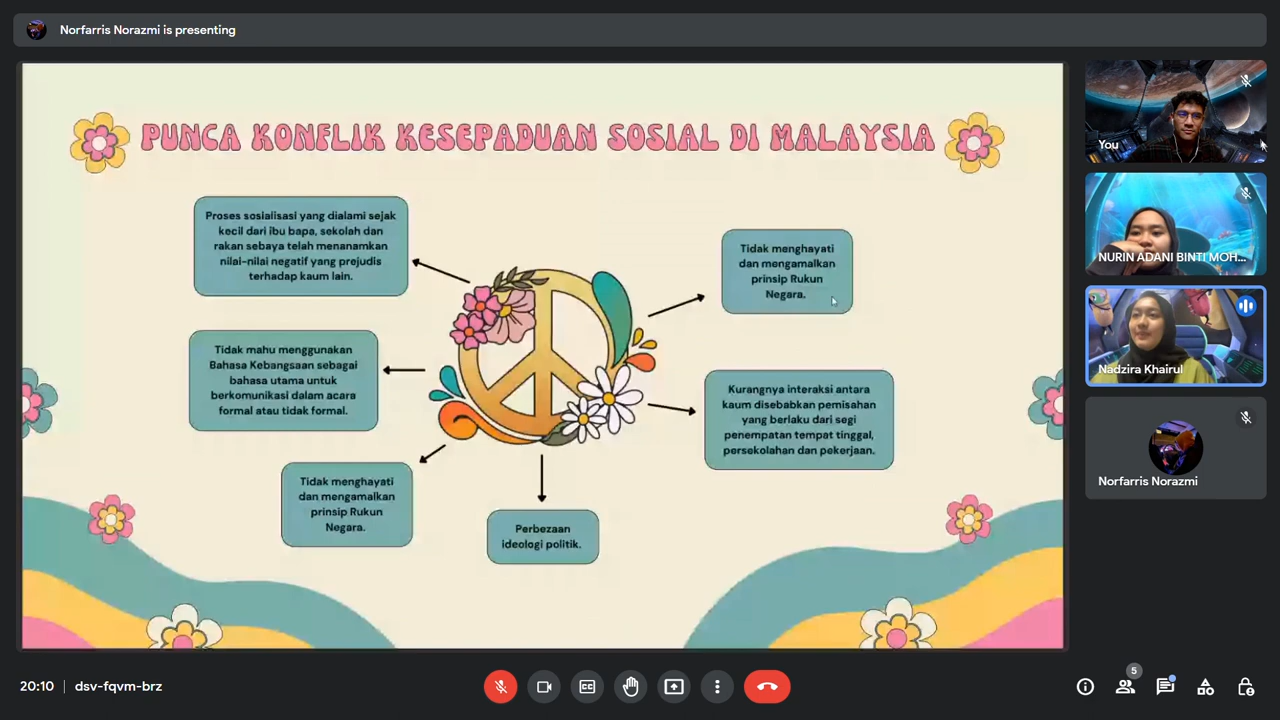 Norfarris Norazmi is presenting
PUNCA KONFLIK KESEPADUAN SOSIAL DI MALAYSIA
Proses sosialisasi yang dialami sejak
kecil dari ibu bapa, sekolah dan
rakan sebaya telah menanamkan
nilai-nilai negatif yang prejudis
terhadap kaum lain.
Tidak menghayati
dan mengamalkan
prinsip Rukun
Negara.
Tidak mahu menggunakan
Bahasa Kebangsaan sebagai
bahasa utama untuk
berkomunikasi dalam acara
formal atau tidak formal.
Kurangnya interaksi antara
kaum disebabkan pemisahan
yang berlaku dari segi
penempatan tempat tinggal,
persekolahan dan pekerjaan.
Tidak menghayati
dan mengamalkan
prinsip Rukun
Negara.
Perbezaan
ideologi politik.
You
NURIN ADANI BINTI MOH...
Nadzira Khairul
Norfarris Norazmi
20:10 | dsv-fqvm-brz
5